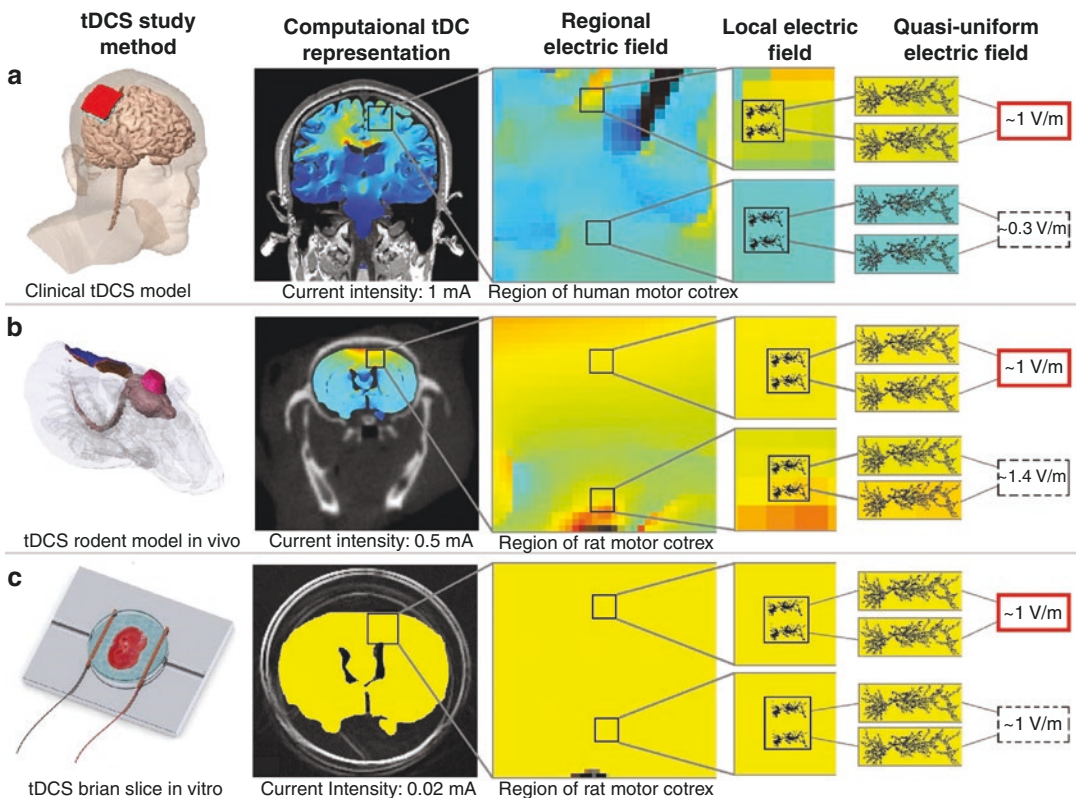 tDCS study
method
Computaional tDC
representation
Regional
electric field
Local electric
field
Quasi-uniform
electric field
a
~1 V/m
~0.3 V/m
Clinical tDCS model
Current intensity: 1 mA
Region of human motor cotrex
b
~1 V/m
~1.4 V/m
tDCS rodent model in vivo
Current intensity: 0.5 mA
Region of rat motor cotrex
c
~1 V/m
~1 V/m
tDCS brian slice in vitro
Current Intensity: 0.02 mA
Region of rat motor cotrex